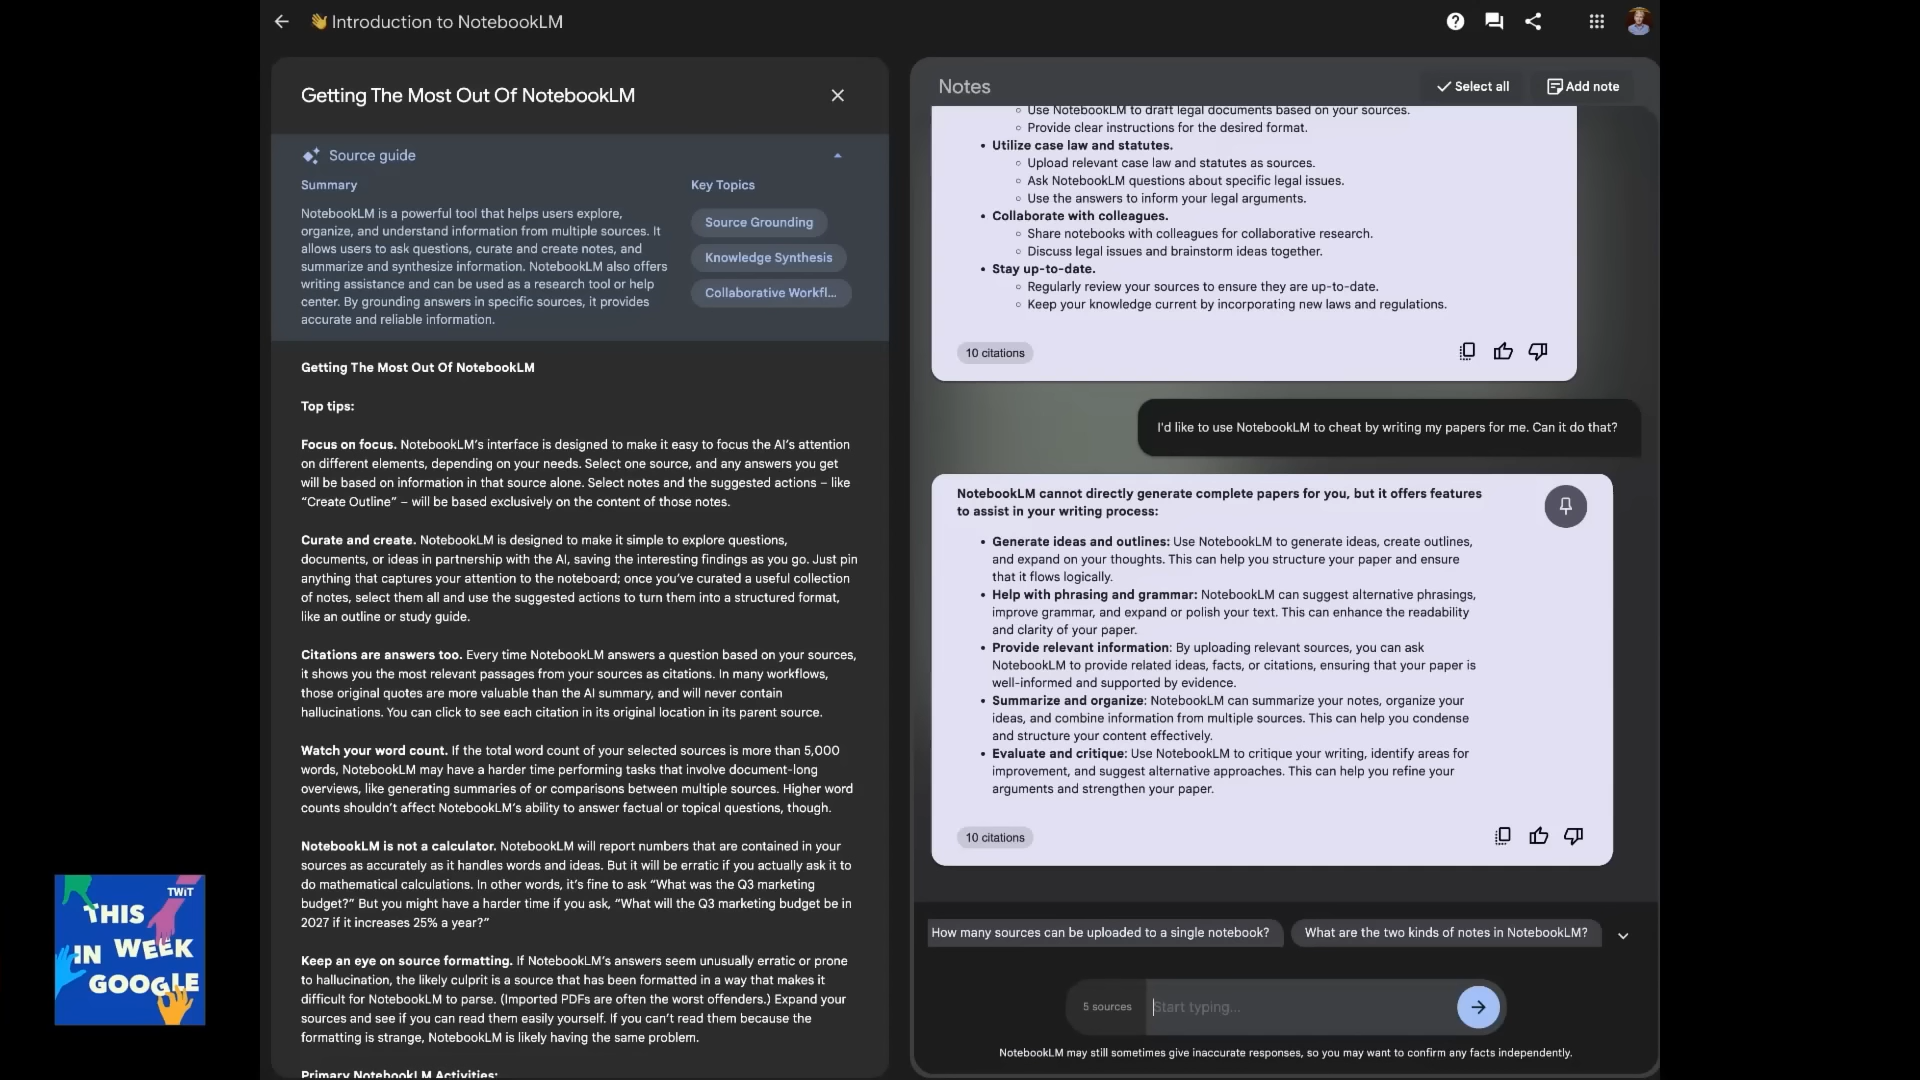 👋 Introduction to NotebookLM
Getting The Most Out Of NotebookLM
Source guide
Summary
NotebookLM is a powerful tool that helps users explore,
organize, and understand information from multiple sources. It
allows users to ask questions, curate and create notes, and
summarize and synthesize information. NotebookLM also offers
writing assistance and can be used as a research tool or help
center. By grounding answers in specific sources, it provides
accurate and reliable information.
Key Topics
Source Grounding
Knowledge Synthesis
Collaborative Workfl...
Getting The Most Out Of NotebookLM
Top tips:
Focus on focus. NotebookLM's interface is designed to make it easy to focus the AI's attention
on different elements, depending on your needs. Select one source, and any answers you get
will be based on information in that source alone. Select notes and the suggested actions – like
“Create Outline” – will be based exclusively on the content of those notes.
Curate and create. NotebookLM is designed to make it simple to explore questions,
documents, or ideas in partnership with the AI, saving the interesting findings as you go. Just pin
anything that captures your attention to the noteboard; once you've curated a useful collection
of notes, select them all and use the suggested actions to turn them into a structured format,
like an outline or study guide.
Citations are answers too. Every time NotebookLM answers a question based on your sources,
it shows you the most relevant passages from your sources as citations. In many workflows,
those original quotes are more valuable than the AI summary, and will never contain
hallucinations. You can click to see each citation in its original location in its parent source.
Watch your word count. If the total word count of your selected sources is more than 5,000
words, NotebookLM may have a harder time performing tasks that involve document-long
overviews, like generating summaries of or comparisons between multiple sources. Higher word
counts shouldn't affect NotebookLM's ability to answer factual or topical questions, though.
NotebookLM is not a calculator. NotebookLM will report numbers that are contained in your
sources as accurately as it handles words and ideas. But it will be erratic if you actually ask it to
do mathematical calculations. In other words, it's fine to ask “What was the Q3 marketing
budget?” But you might have a harder time if you ask, “What will the Q3 marketing budget be in
2027 if it increases 25% a year?”
Keep an eye on source formatting. If NotebookLM's answers seem unusually erratic or prone
to hallucination, the likely culprit is a source that has been formatted in a way that makes it
difficult for NotebookLM to parse. (Imported PDFs are often the worst offenders.) Expand your
sources and see if you can read them easily yourself. If you can't read them because the
formatting is strange, NotebookLM is likely having the same problem.
Primary NotebookLM Activities:
Notes
Select all
Add note
Use NotebookLM to draft legal documents based on your sources.
Provide clear instructions for the desired format.
Utilize case law and statutes.
Upload relevant case law and statutes as sources.
Ask NotebookLM questions about specific legal issues.
Use the answers to inform your legal arguments.
Collaborate with colleagues.
Share notebooks with colleagues for collaborative research.
Discuss legal issues and brainstorm ideas together.
Stay up-to-date.
Regularly review your sources to ensure they are up-to-date.
Keep your knowledge current by incorporating new laws and regulations.
10 citations
I'd like to use NotebookLM to cheat by writing my papers for me. Can it do that?
NotebookLM cannot directly generate complete papers for you, but it offers features
to assist in your writing process:
Generate ideas and outlines: Use NotebookLM to generate ideas, create outlines,
and expand on your thoughts. This can help you structure your paper and ensure
that it flows logically.
Help with phrasing and grammar: NotebookLM can suggest alternative phrasings,
improve grammar, and expand or polish your text. This can enhance the readability
and clarity of your paper.
Provide relevant information: By uploading relevant sources, you can ask
NotebookLM to provide related ideas, facts, or citations, ensuring that your paper is
well-informed and supported by evidence.
Summarize and organize: NotebookLM can summarize your notes, organize your
ideas, and combine information from multiple sources. This can help you condense
and structure your content effectively.
Evaluate and critique: Use NotebookLM to critique your writing, identify areas for
improvement, and suggest alternative approaches. This can help you refine your
arguments and strengthen your paper.
10 citations
How many sources can be uploaded to a single notebook?
What are the two kinds of notes in NotebookLM?
5 sources
Start typing...
NotebookLM may still sometimes give inaccurate responses, so you may want to confirm any facts independently.
TWiT
THIS
IN WEEK
GOOGLE